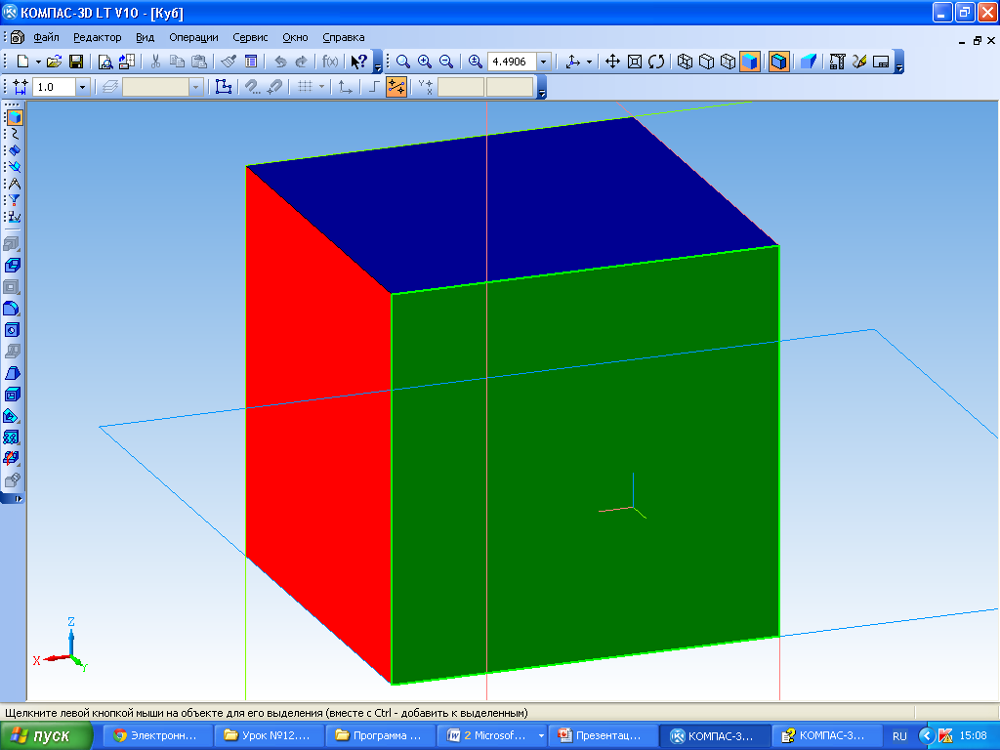 КОМПАС-3D LT V10 - [Куб]
Файл Редактор Вид Операции Сервис Окно Справка
4.4906
f(x)
1.0
Z
X
Y
Щелкните левой кнопкой мыши на объекте для его выделения (вместе с Ctrl - добавить к выделенным)
пуск Электронн... Урок №12.... Программа ... 2 Microsof... Презентац... КОМПАС-3... КОМПАС-3... RU 15:08